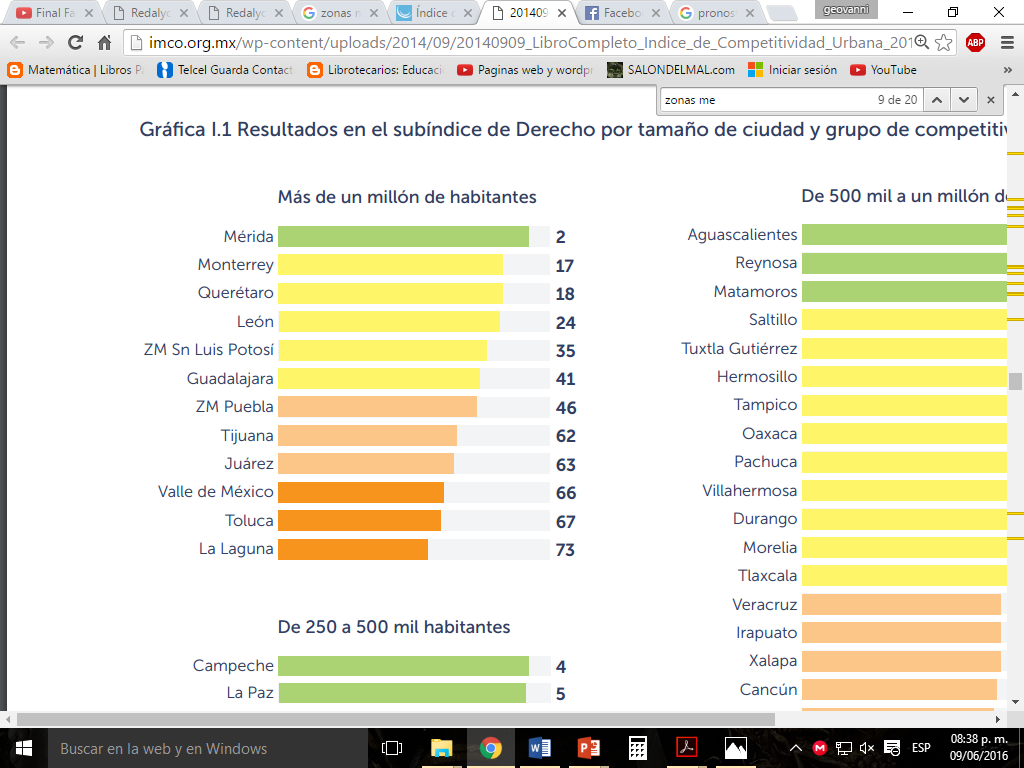 Final Fa
Redalyc
Redalyc
zonas m
Índice d
201409
Facebo
pronos
geovanni
imco.org.mx/wp-content/uploads/2014/09/20140909_LibroCompleto_Indice_de_Competitividad_Urbana_201
ABP
Matemática | Libros P
Telcel Guarda Contact
Librotecarios: Educaci
Paginas web y wordpr
SALONDELMAL.com
Iniciar sesión
YouTube
»
zonas me 9 de 20
Gráfica I.1 Resultados en el subíndice de Derecho por tamaño de ciudad y grupo de competitiv
Más de un millón de habitantes
Mérida 2
Monterrey 17
Querétaro 18
León 24
ZM Sn Luis Potosí 35
Guadalajara 41
ZM Puebla 46
Tijuana 62
Juárez 63
Valle de México 66
Toluca 67
La Laguna 73
De 250 a 500 mil habitantes
Campeche 4
La Paz 5
De 500 mil a un millón d
Aguascalientes
Reynosa
Matamoros
Saltillo
Tuxtla Gutiérrez
Hermosillo
Tampico
Oaxaca
Pachuca
Villahermosa
Durango
Morelia
Tlaxcala
Veracruz
Irapuato
Xalapa
Cancún
Buscar en la web y en Windows
ESP
08:38 p. m.
09/06/2016